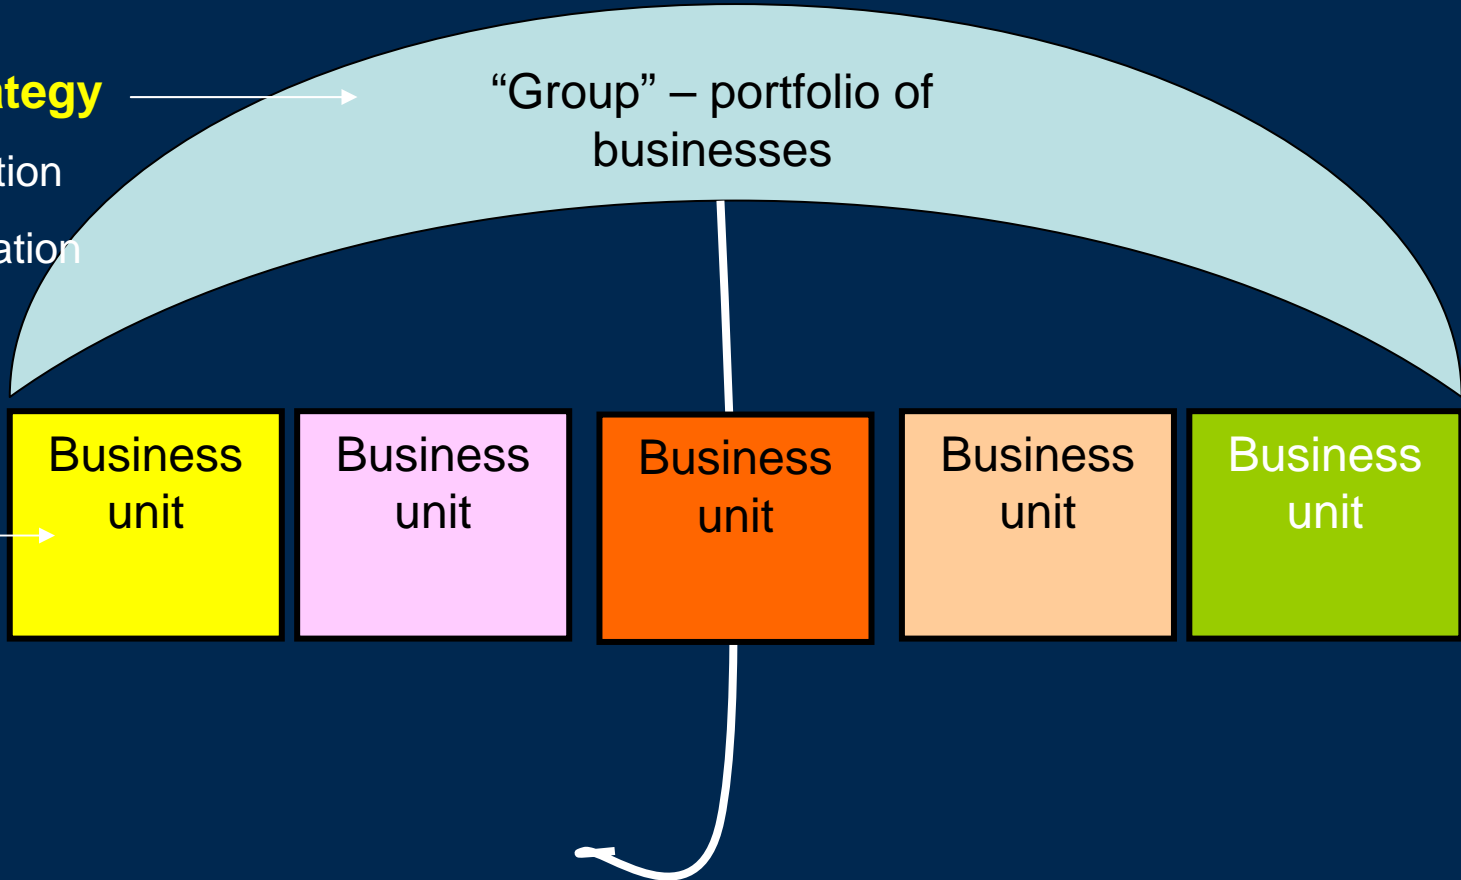 ategy
“Group” – portfolio of
businesses
tion
ation
Business
unit
Business
unit
Business
unit
Business
unit
Business
unit